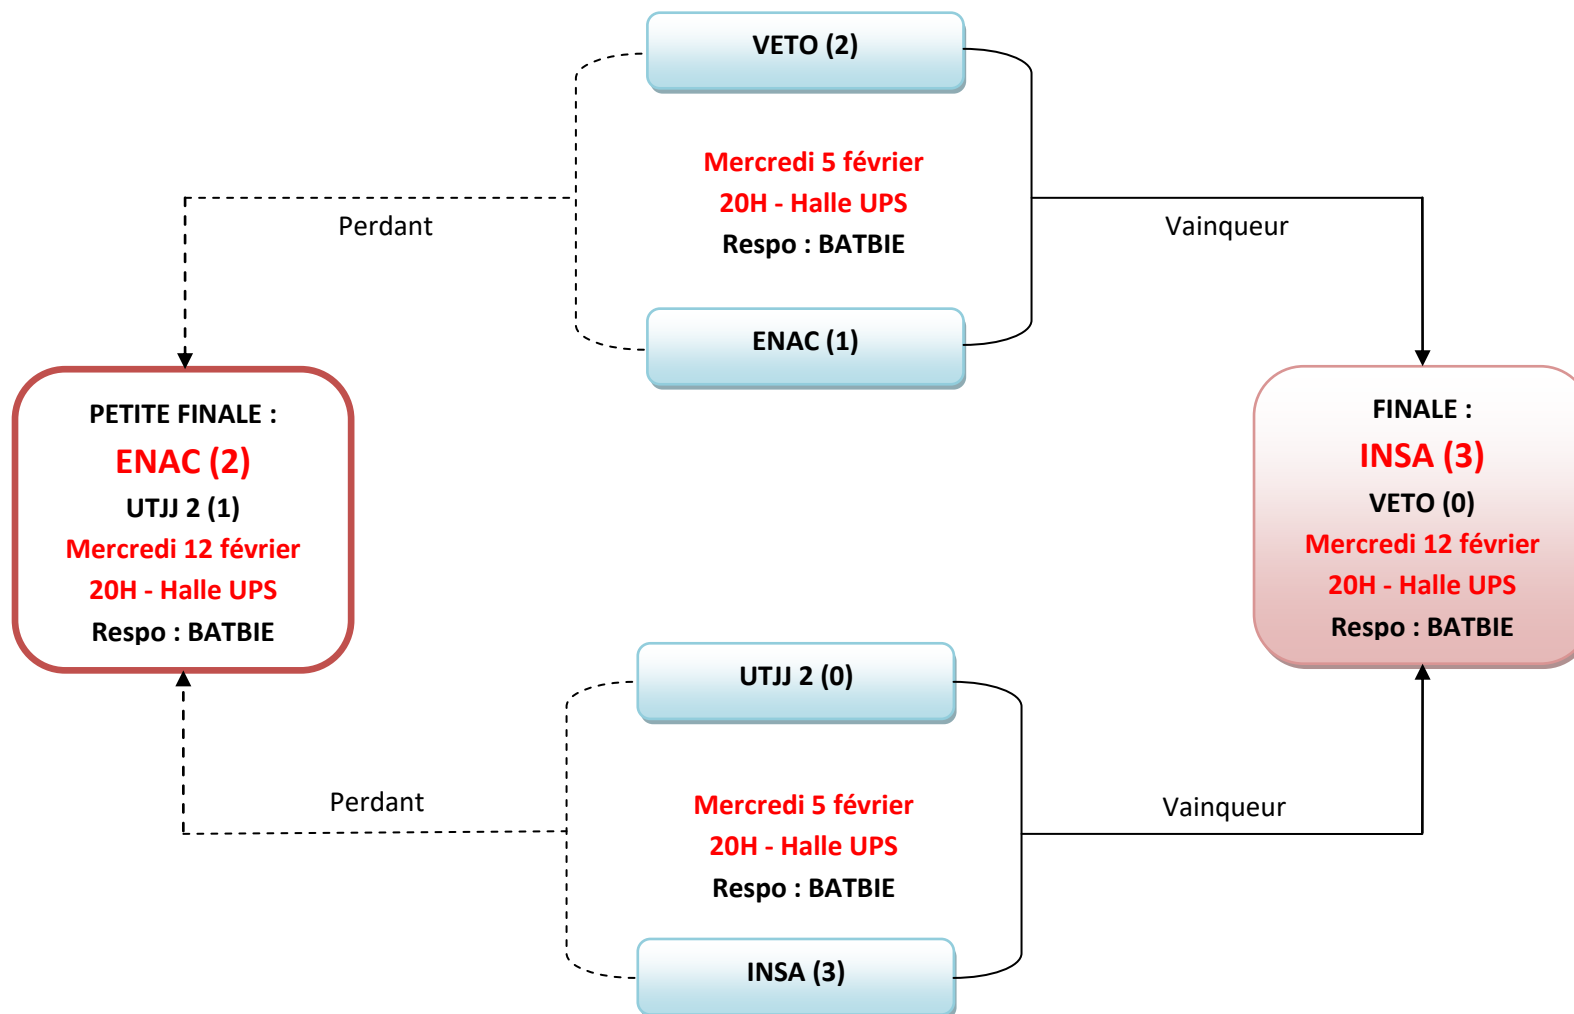 VETO (2)
Mercredi 5 février
20H - Halle UPS
Respo : BATBIE
Perdant
Vainqueur
ENAC (1)
PETITE FINALE :
ENAC (2)
UTJJ 2 (1)
Mercredi 12 février
20H - Halle UPS
Respo : BATBIE
FINALE :
INSA (3)
VETO (0)
Mercredi 12 février
20H - Halle UPS
Respo : BATBIE
UTJJ 2 (0)
Perdant
Mercredi 5 février
20H - Halle UPS
Respo : BATBIE
Vainqueur
INSA (3)